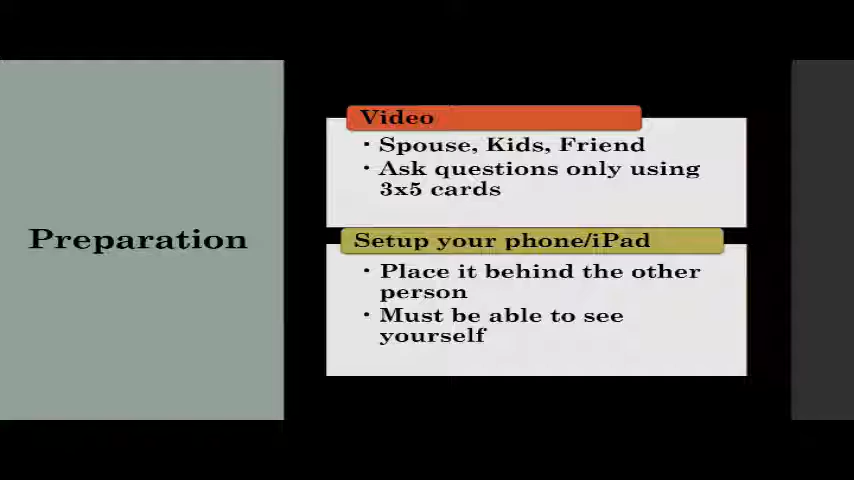 Preparation
Video
• Spouse, Kids, Friend
• Ask questions only using
3x5 cards
Setup your phone/iPad
• Place it behind the other
person
• Must be able to see
yourself